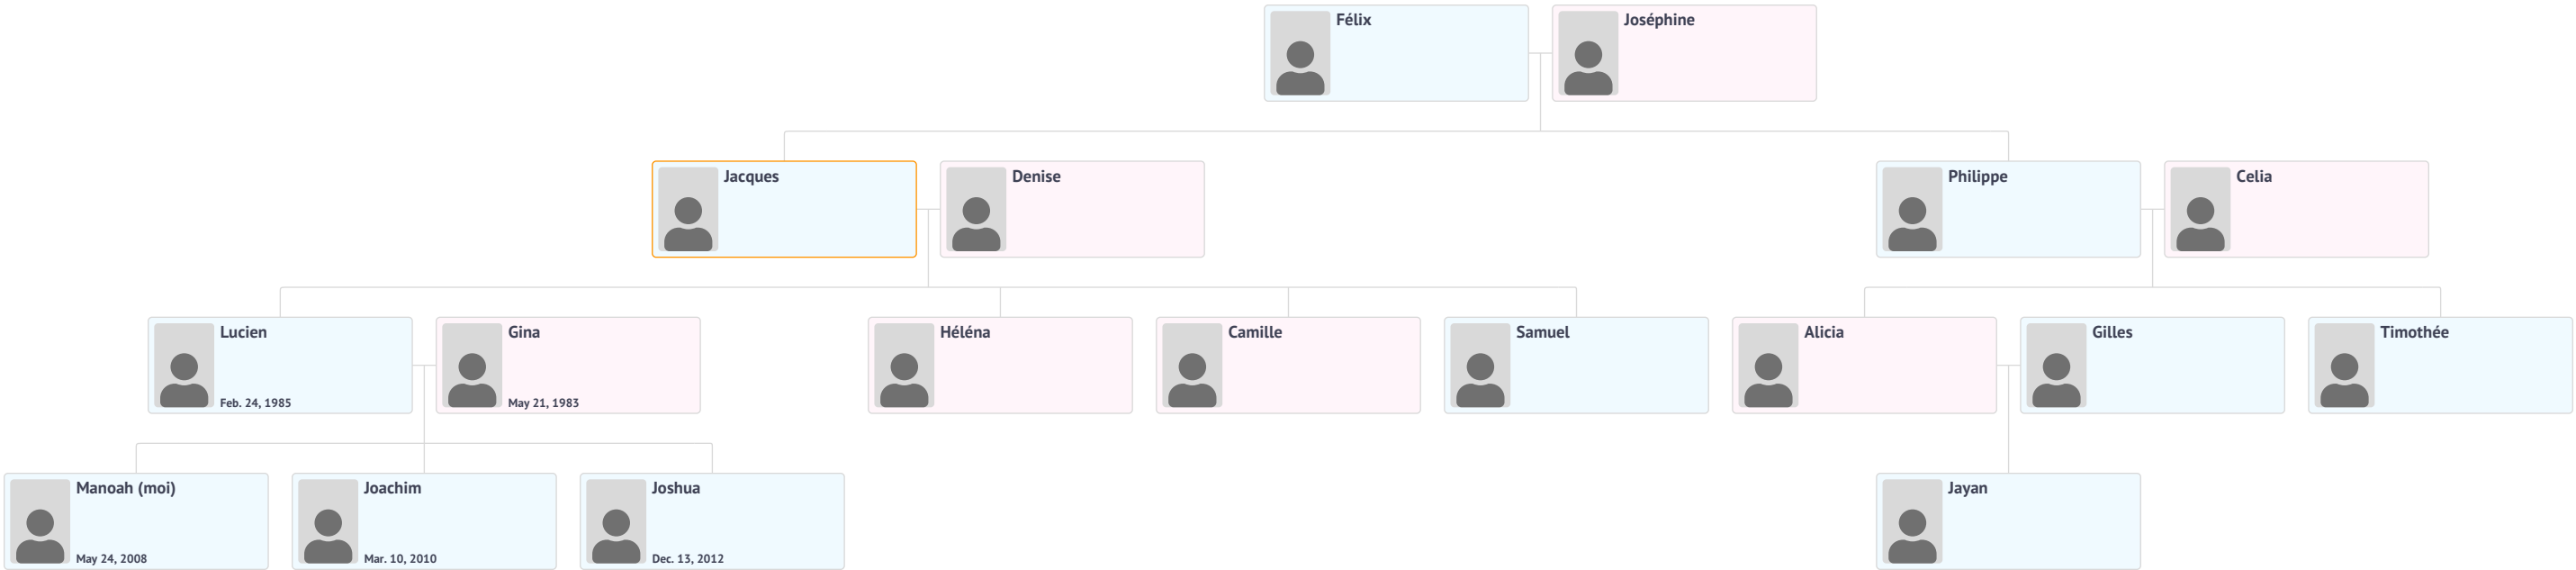 Félix
Joséphine
Jacques
Denise
Philippe
Celia
Lucien
Feb. 24, 1985
Gina
May 21, 1983
Héléna
Camille
Samuel
Alicia
Gilles
Timothée
Manoah (moi)
May 24, 2008
Joachim
Mar. 10, 2010
Joshua
Dec. 13, 2012
Jayan